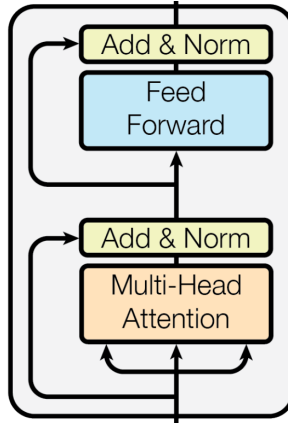 Add & Norm
Feed
Forward
Add & Norm
Multi-Head
Attention